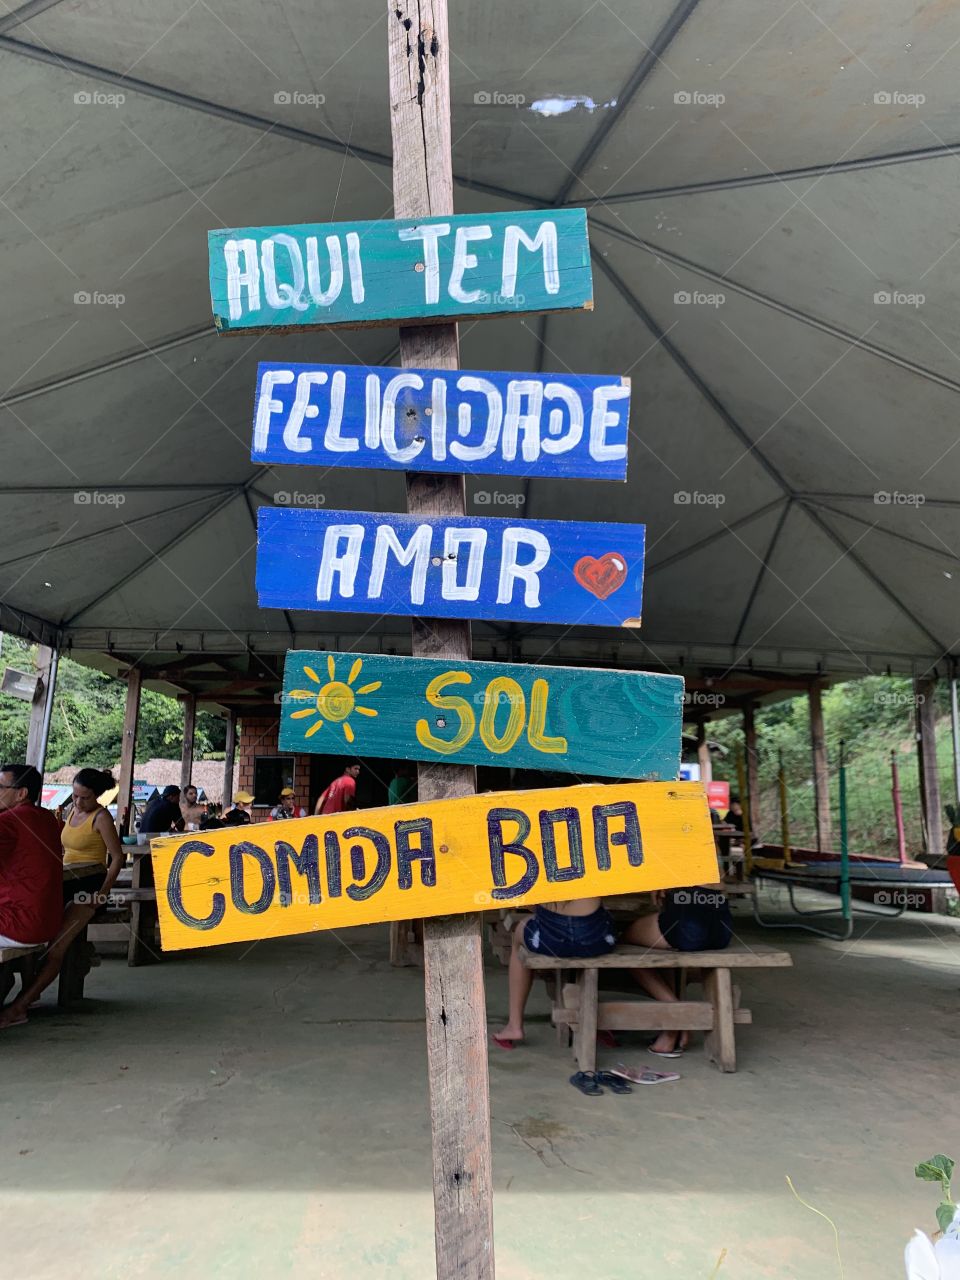 AQUI TEM
FELICIDADE
AMOR
SOL
COMIDA BOA